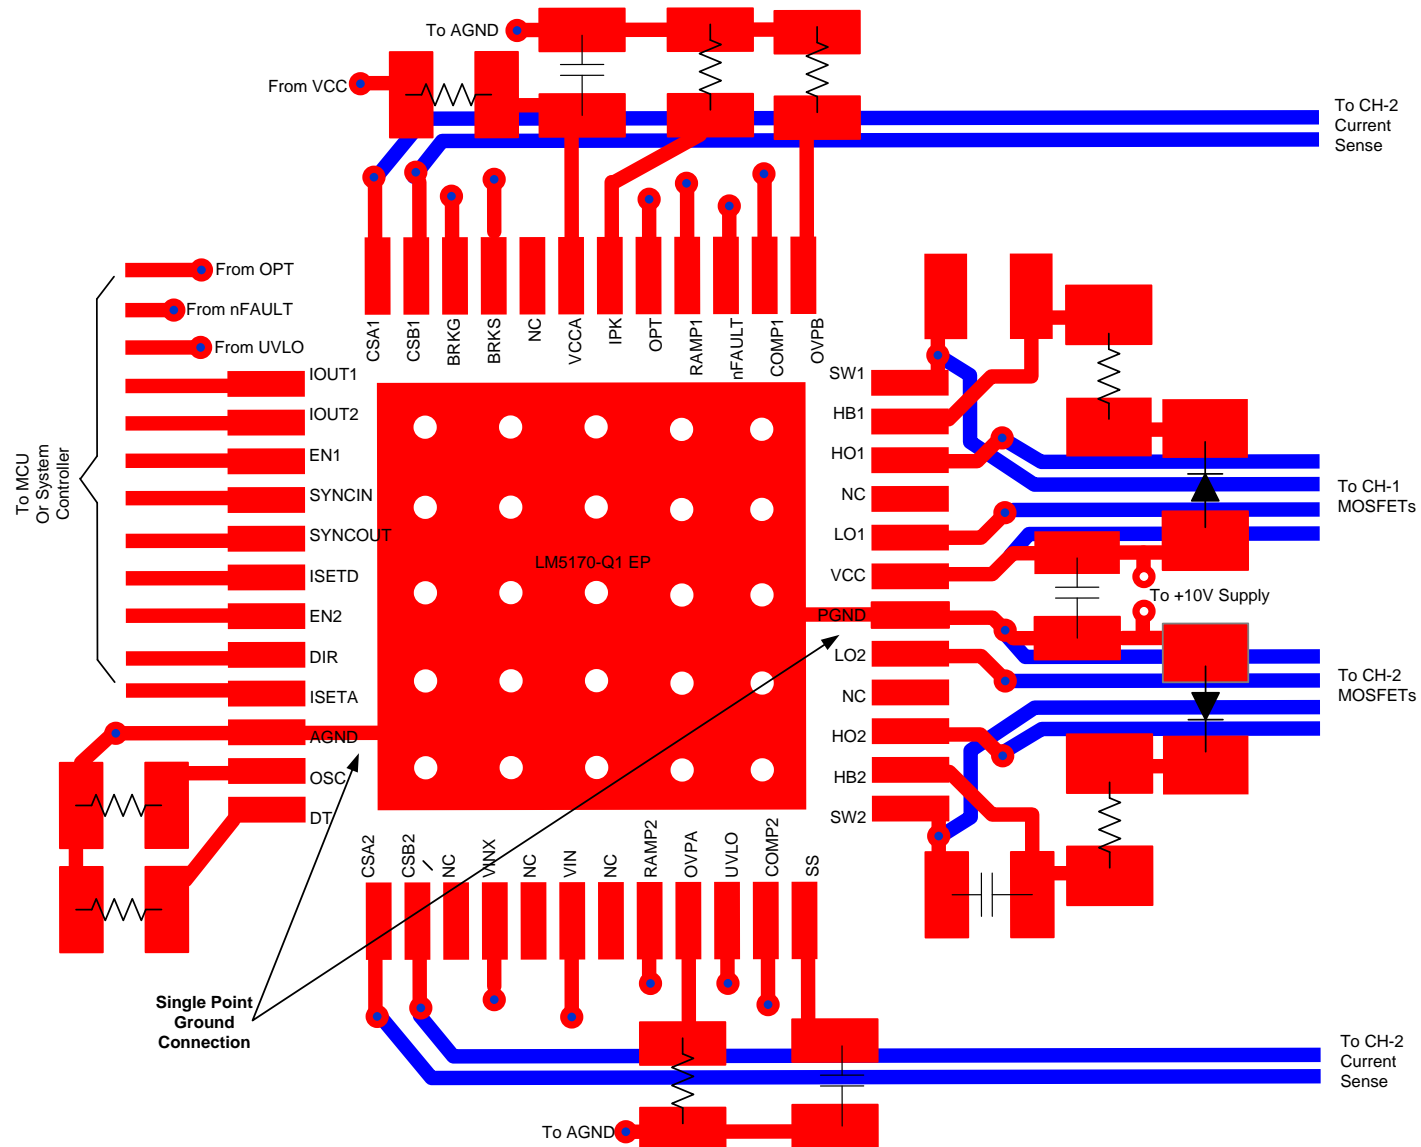 To AGND
From VCC
To CH-2
Current
Sense
CSA1
CSB1
BRKG
BRKS
NC
VCCA
IPK
OPT
RAMP1
nFAULT
COMP1
OVPB
From OPT
From nFAULT
From UVLO
To MCU
Or System
Controller
IOUT1
IOUT2
EN1
SYNCIN
SYNCOUT
ISETD
EN2
DIR
ISETA
AGND
OSC
DT
LM5170-Q1 EP
SW1
HB1
HO1
NC
LO1
VCC
PGND
LO2
NC
HO2
HB2
SW2
To CH-1
MOSFETs
To +10V Supply
To CH-2
MOSFETs
CSA2
CSB2
NC
VINX
NC
VIN
NC
RAMP2
OVPA
UVLO
COMP2
SS
Single Point
Ground
Connection
To CH-2
Current
Sense
To AGND